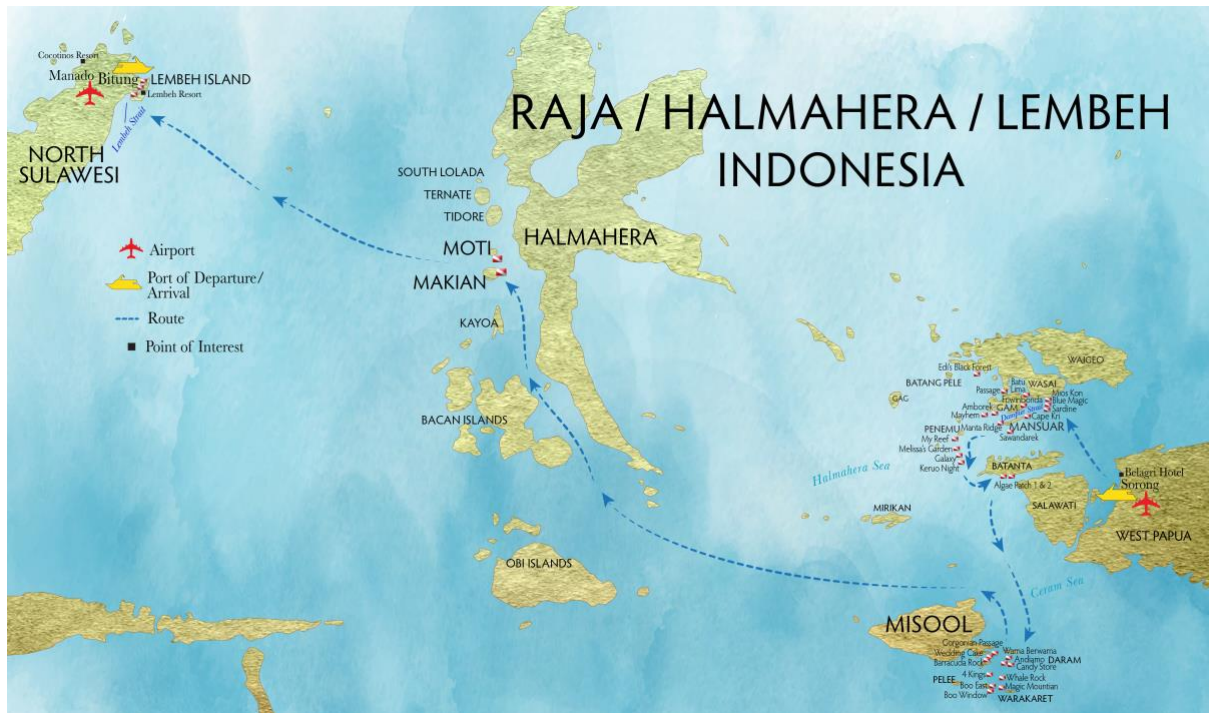 RAJA / HALMAHERA / LEMBEH
INDONESIA
Cocotinos Resort
Manado
Bitung
LEMBEH ISLAND
Lembeh Resort
Lembeh Strait
NORTH
SULAWESI
Airport
Port of Departure/
Arrival
Route
Point of Interest
SOUTH LOLADA
TERNATE
TIDORE
MOTI
HALMAHERA
MAKIAN
KAYOA
BACAN ISLANDS
OBI ISLANDS
WAIGEO
Edi's Black Forest
BATANG PELE
GAG
Passage
Batu
Lima
WASAI
Mios Kon
Blue Magic
Sardine
Cape Kri
Amborek
GAM
Mayhem
Manta Ridge
MANSUAR
Sawandarek
PENEMU
My Reef
Melissa's Garden
Galaxy
Keruo Night
BATANTA
Algae Patch 1 & 2
Halmahera Sea
MIRIKAN
SALAWATI
Belagri Hotel
Sorong
WEST PAPUA
Ceram Sea
MISOOL
Gorgonian Passage
Wedding Cake
Barracuda Rock
Warna Berwarna
Andiamo
DARAM
Candy Store
PELEE
4 Kings
Boo East
Boo Window
Whale Rock
Magic Mountian
WARAKARET